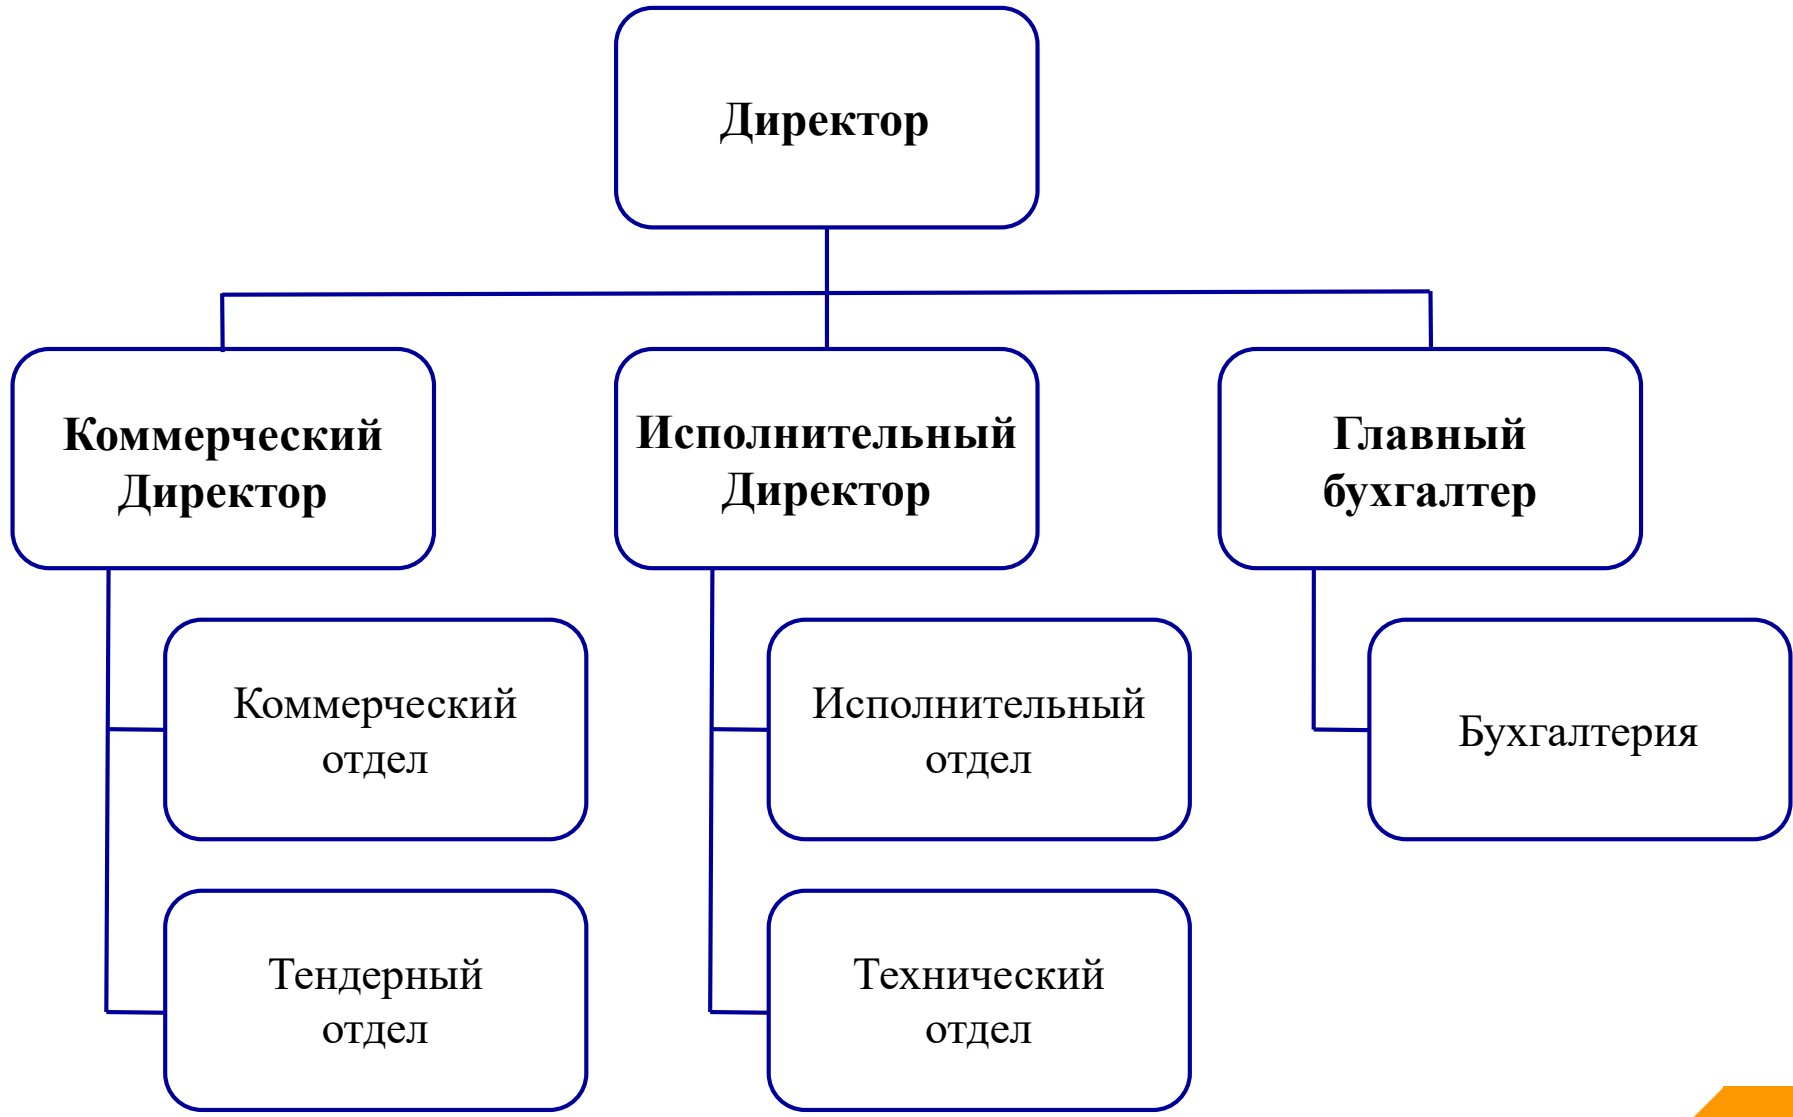 Директор
Коммерческий
Директор
Исполнительный
Директор
Главный
бухгалтер
Коммерческий
отдел
Исполнительный
отдел
Бухгалтерия
Тендерный
отдел
Технический
отдел